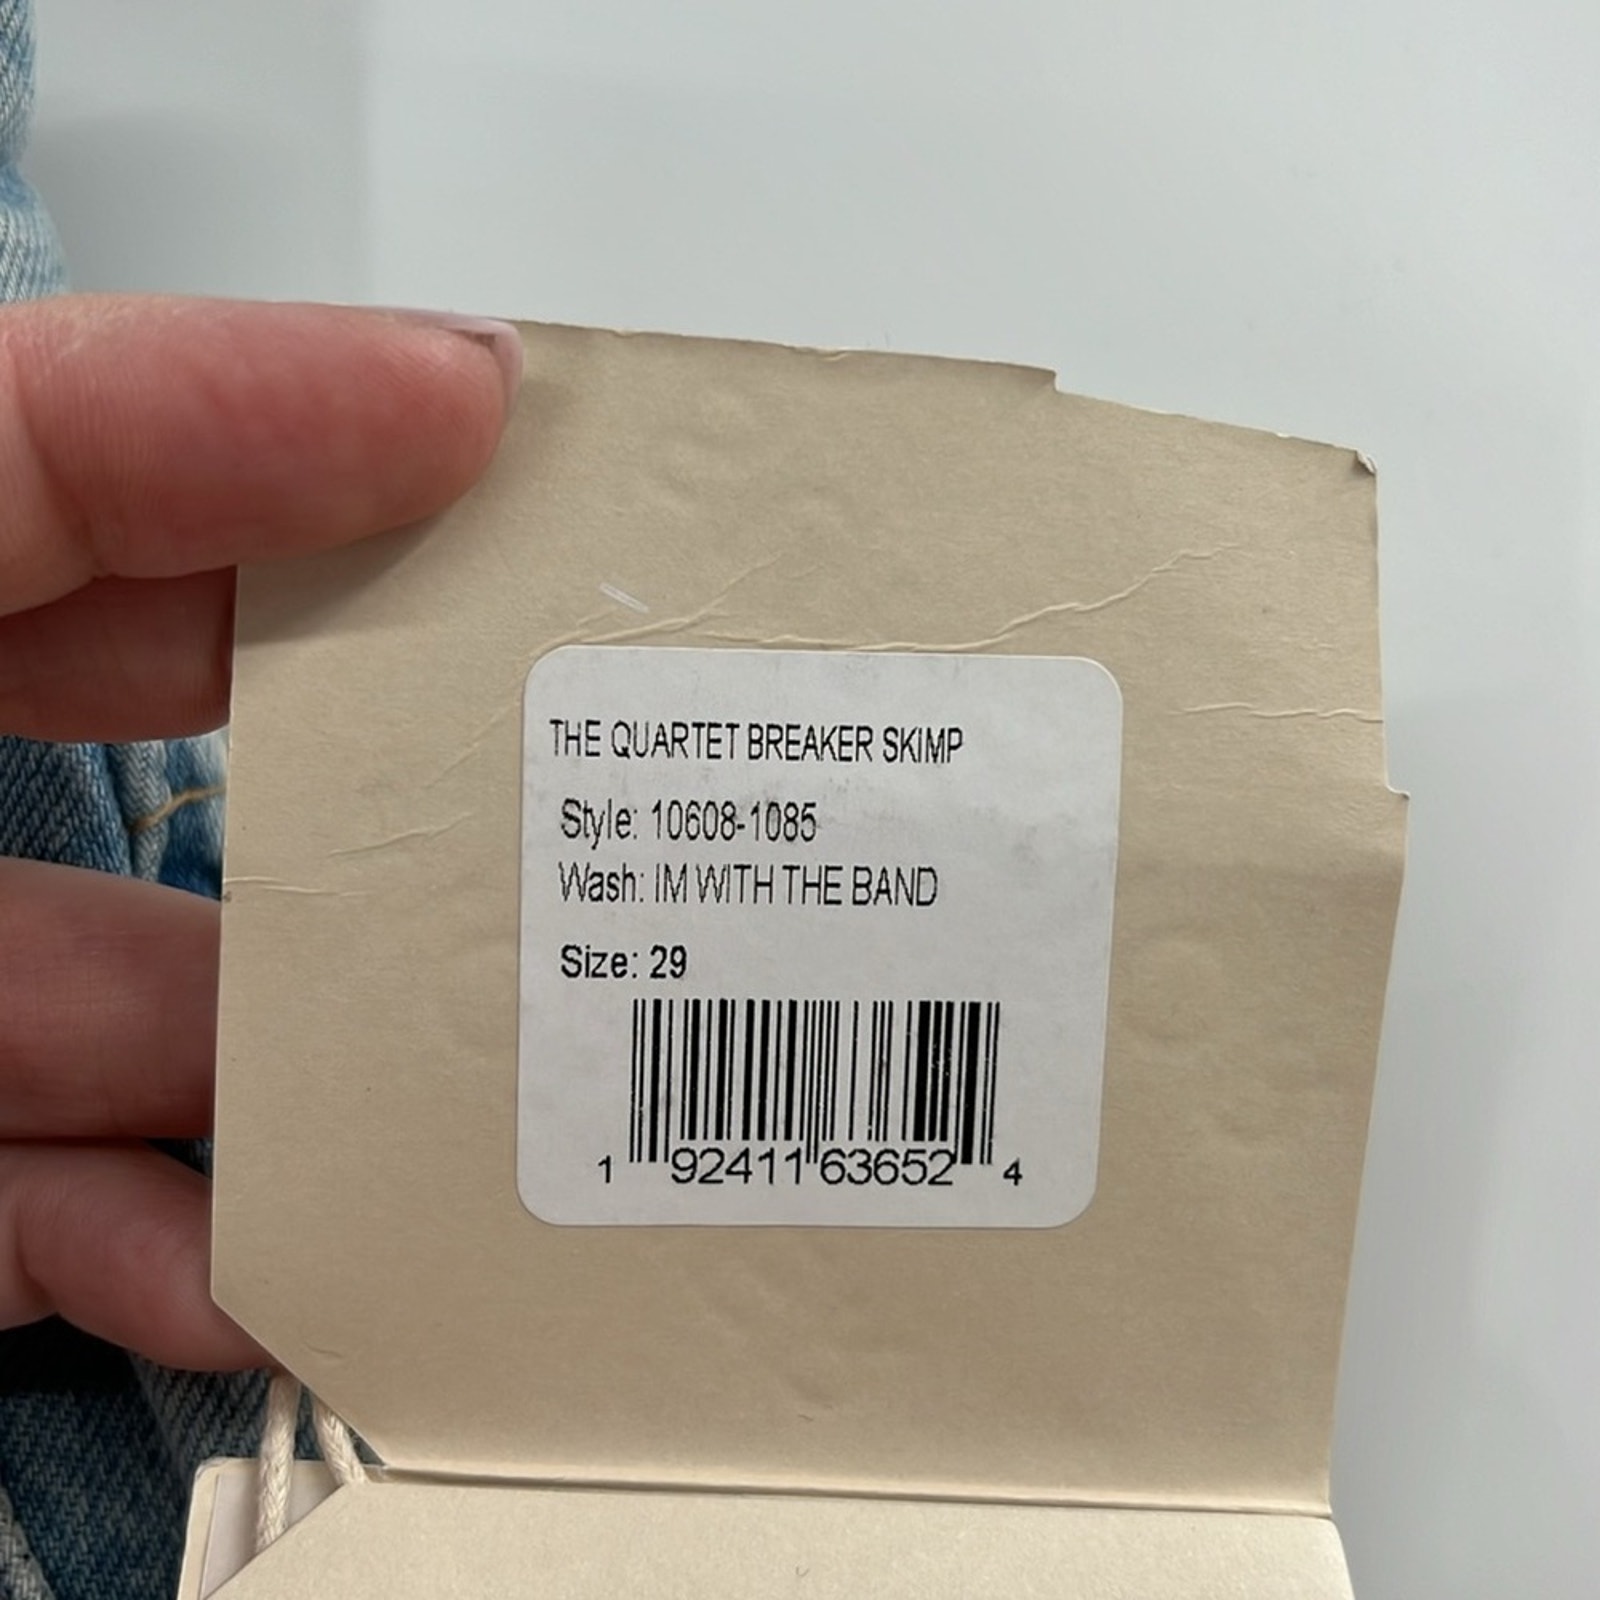 THE QUARTET BREAKER SKIMP
Style: 10608-1085
Wash: IM WITH THE BAND
Size: 29
1 92411 63652 4